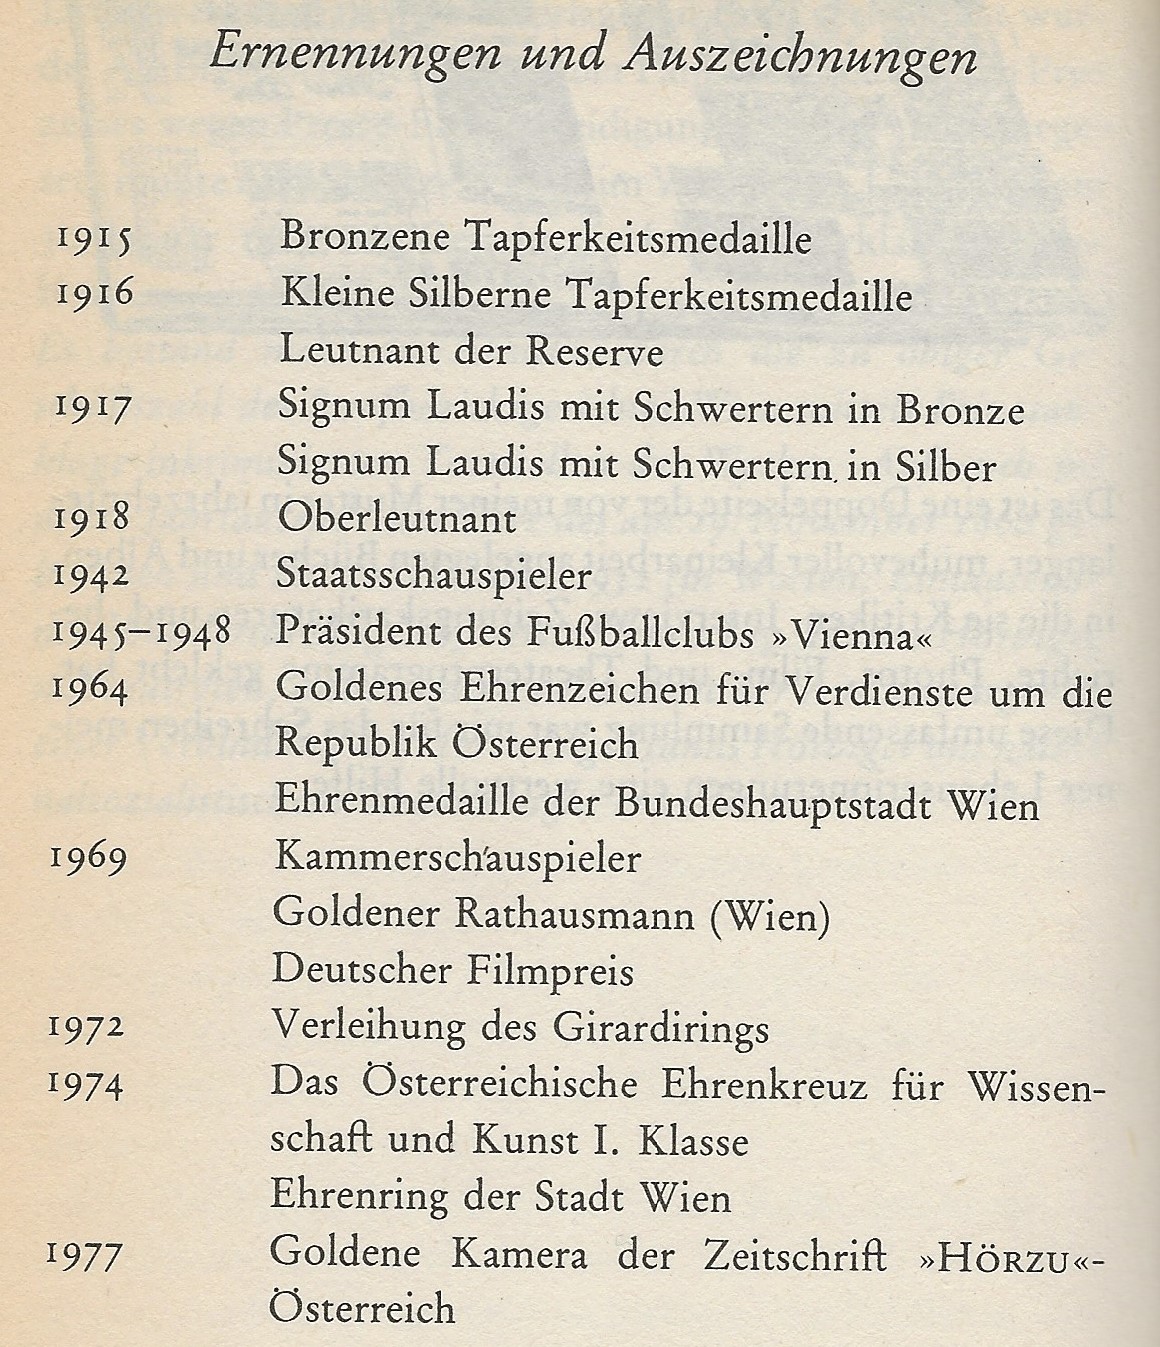 Ernennungen und Auszeichnungen
1915 Bronzene Tapferkeitsmedaille
1916 Kleine Silberne Tapferkeitsmedaille
Leutnant der Reserve
1917 Signum Laudis mit Schwertern in Bronze
Signum Laudis mit Schwertern in Silber
1918 Oberleutnant
1942 Staatsschauspieler
1945–1948 Präsident des Fußballclubs »Vienna«
1964 Goldenes Ehrenzeichen für Verdienste um die
Republik Österreich
Ehrenmedaille der Bundeshauptstadt Wien
1969 Kammerschauspieler
Goldener Rathausmann (Wien)
Deutscher Filmpreis
1972 Verleihung des Girardirings
1974 Das Österreichische Ehrenkreuz für Wissen-
schaft und Kunst I. Klasse
Ehrenring der Stadt Wien
1977 Goldene Kamera der Zeitschrift »HÖRZU«-
Österreich